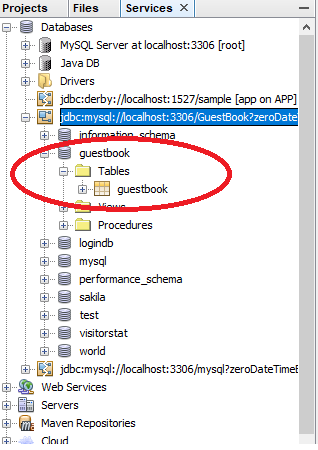 Projects Files Services
Databases
MySQL Server at localhost:3306 [root]
Java DB
Drivers
jdbc:derby://localhost:1527/sample [app on APP]
jdbc:mysql://localhost:3306/GuestBook?zeroDate
information_schema
guestbook
Tables
guestbook
Views
Procedures
logindb
mysql
performance_schema
sakila
test
visitorstat
world
jdbc:mysql://localhost:3306/mysql?zeroDateTimeB
Web Services
Servers
Maven Repositories
Cloud